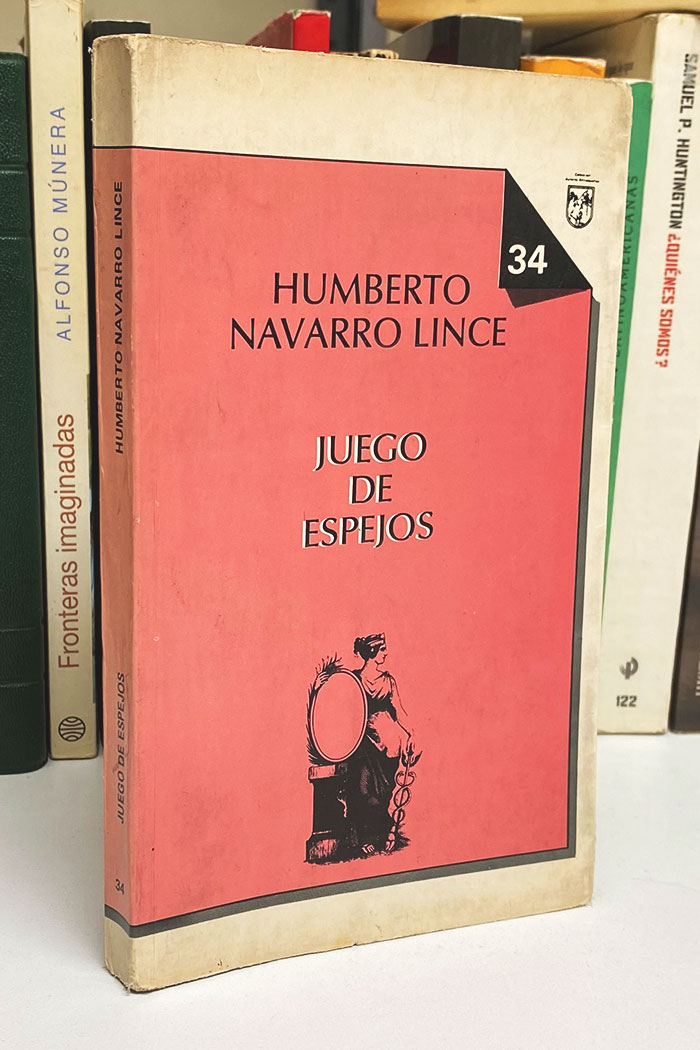 34
HUMBERTO
NAVARRO LINCE
JUEGO
DE
ESPEJOS
HUMBERTO NAVARRO LINCE
JUEGO DE ESPEJOS
34
ALFONSO MÚNERA
Fronteras imaginadas
LATINOAMERICANAS
SAMUEL P. HUNTINGTON ¿QUIÉNES SOMOS?
122